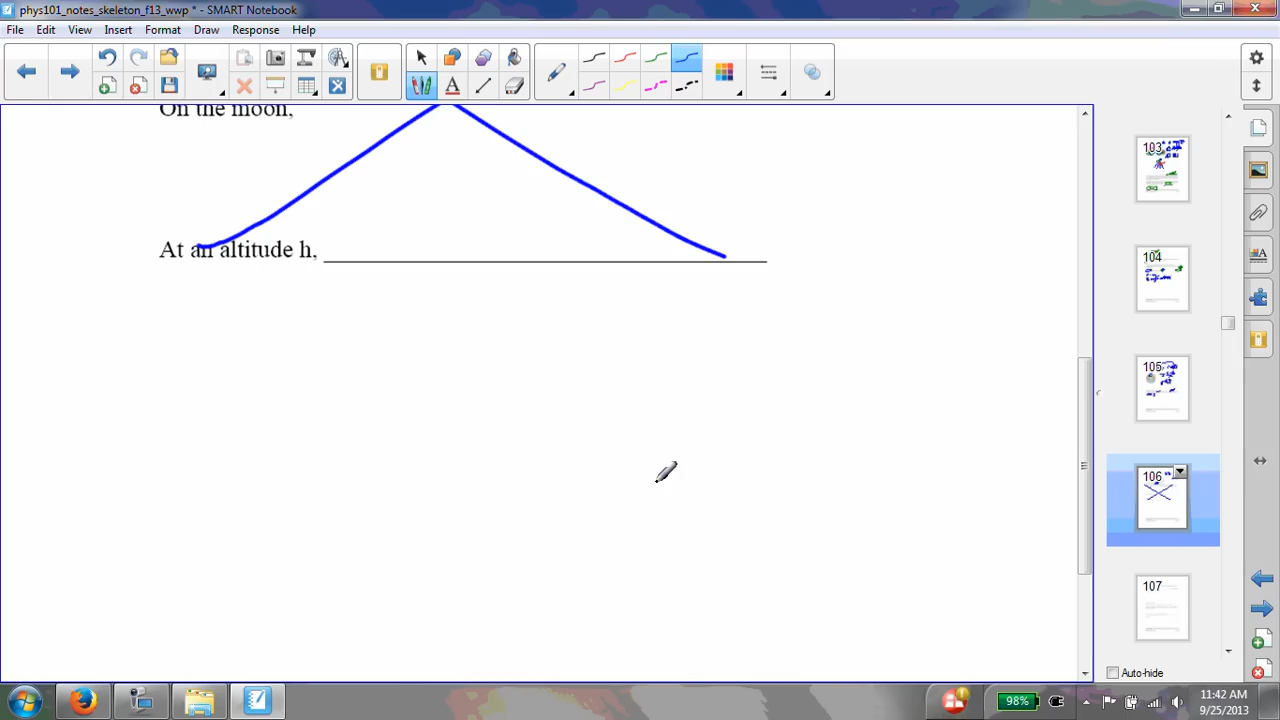 phys101_notes_skeleton_f13_wwp * - SMART Notebook
File Edit View Insert Format Draw Response Help
On the moon,
At an altitude h, ______________________________
103
104
105
106
107
Auto-hide
98%
11:42 AM
9/25/2013